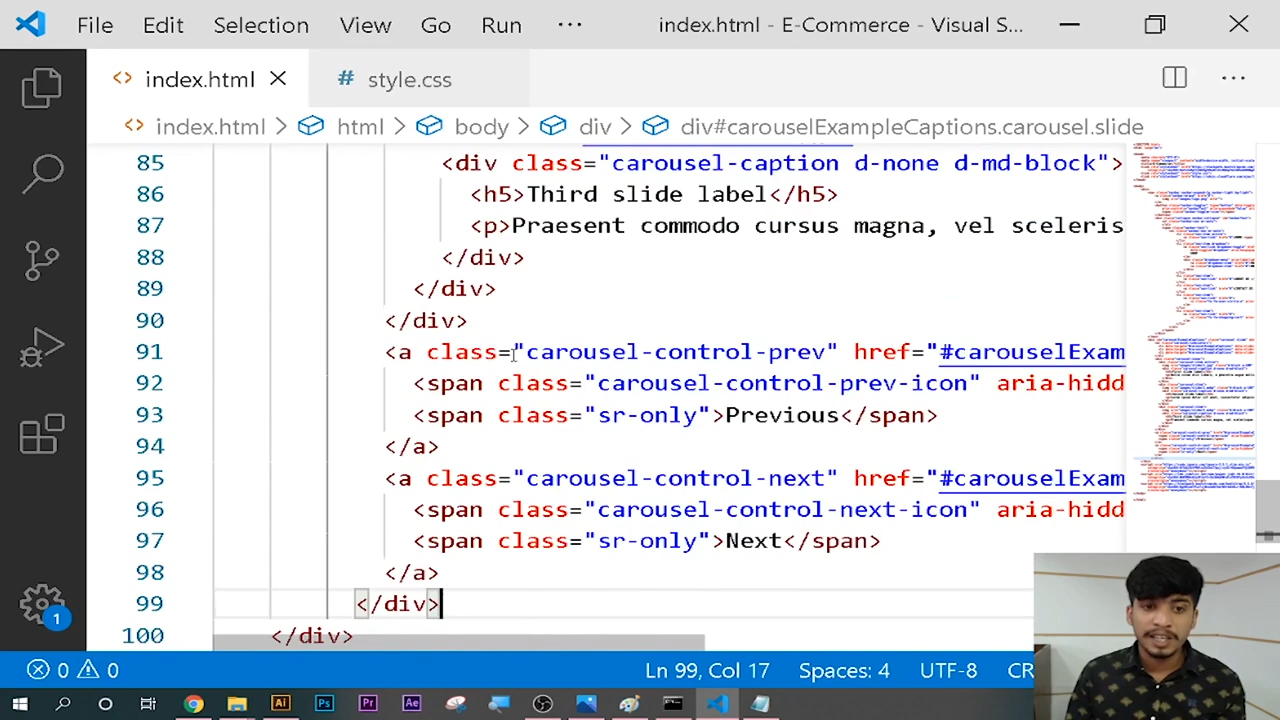 File Edit Selection View Go Run ··· index.html - E-Commerce - Visual S...
index.html style.css
index.html > html > body > div > div#carouselExampleCaptions.carousel.slide
85 <div class="carousel-caption d-none d-md-block">
86 <h5>Third slide label</h5>
87 <p>Praesent commodo cursus magna, vel sceleris
88 </div>
89 </div>
90 </div>
91 <a class="carousel-control-prev" href="#carouselExam
92 <span class="carousel-control-prev-icon" aria-hidd
93 <span class="sr-only">Previous</span>
94 </a>
95 <a class="carousel-control-next" href="#carouselExam
96 <span class="carousel-control-next-icon" aria-hidd
97 <span class="sr-only">Next</span>
98 </a>
99 </div>
100 </div>
1
0 0 Ln 99, Col 17 Spaces: 4 UTF-8 CR
Ai Ps Pr Ae